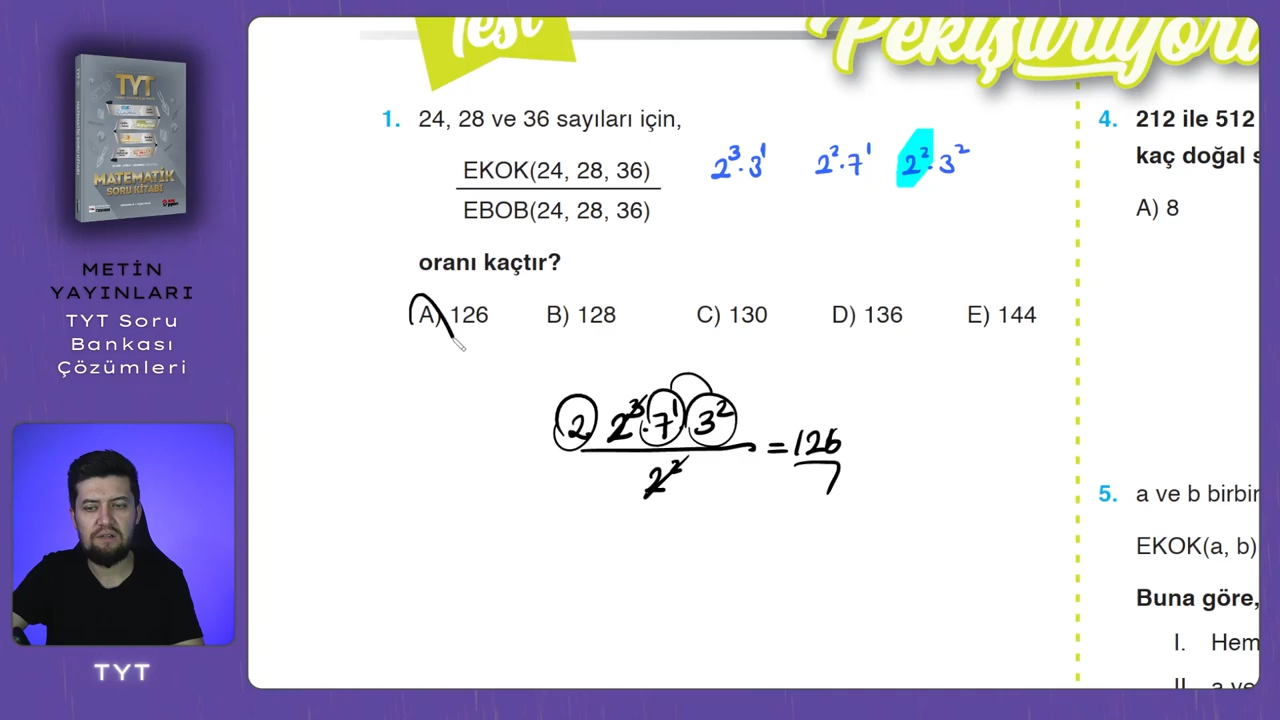 Test
Pekiştiriyoru
TYT
MATEMATİK
SORU KİTABI
METİN
YAYINLARI
TYT Soru
Bankası
Çözümleri
TYT
1. 24, 28 ve 36 sayıları için,
EKOK(24, 28, 36)
EBOB(24, 28, 36)
2³·3¹ 2²·7¹ 2²·3²
oranı kaçtır?
A) 126 B) 128 C) 130 D) 136 E) 144
2 2³·7¹·3²
2²
= 126
4. 212 ile 512
kaç doğal s
A) 8
5. a ve b birbir
EKOK(a, b)
Buna göre,
I. Hem
II. a ve